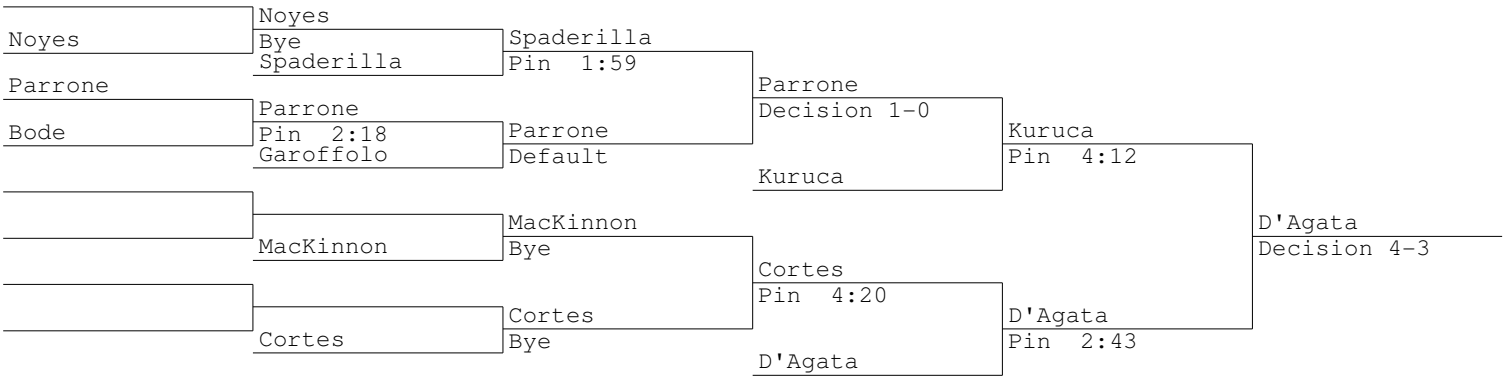 Noyes
Noyes
Bye
Spaderilla
Spaderilla
Pin 1:59
Parrone
Bode
Parrone
Pin 2:18
Garoffolo
Parrone
Default
Parrone
Decision 1-0
Kuruca
Kuruca
Pin 4:12
MacKinnon
MacKinnon
Bye
Cortes
Cortes
Bye
Cortes
Pin 4:20
D'Agata
D'Agata
Pin 2:43
D'Agata
Decision 4-3